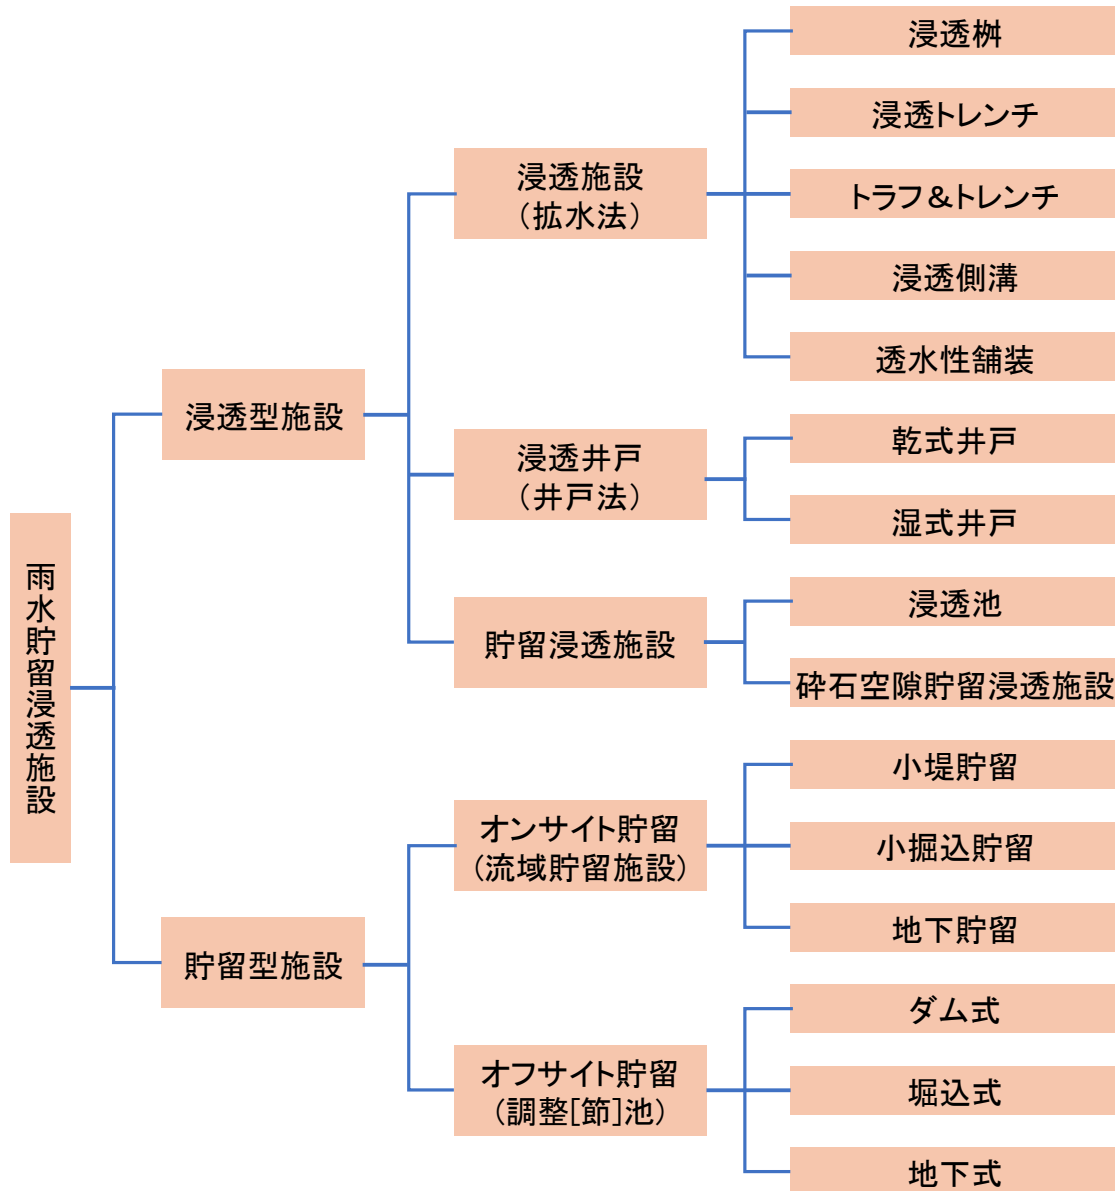 雨水貯留浸透施設
浸透型施設
浸透施設
(拡水法)
浸透桝
浸透トレンチ
トラフ&トレンチ
浸透側溝
透水性舗装
浸透井戸
(井戸法)
乾式井戸
湿式井戸
貯留浸透施設
浸透池
砕石空隙貯留浸透施設
貯留型施設
オンサイト貯留
(流域貯留施設)
小堤貯留
小掘込貯留
地下貯留
オフサイト貯留
(調整[節]池)
ダム式
堀込式
地下式